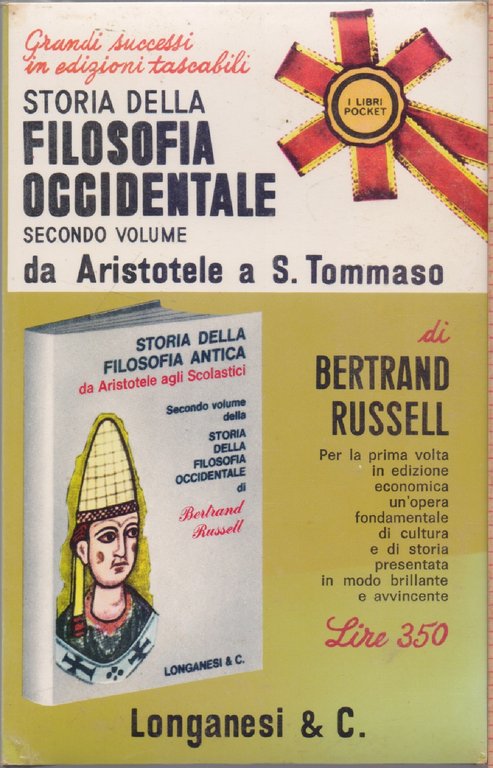 Grandi successi
in edizioni tascabili
STORIA DELLA
FILOSOFIA
OCCIDENTALE
SECONDO VOLUME
da Aristotele a S. Tommaso
I LIBRI
POCKET
STORIA DELLA
FILOSOFIA ANTICA
da Aristotele agli Scolastici
Secondo volume
della
STORIA
DELLA
FILOSOFIA
OCCIDENTALE
di
Bertrand
Russell
LONGANESI & C.
di
BERTRAND
RUSSELL
Per la prima volta
in edizione
economica
un'opera
fondamentale
di cultura
e di storia
presentata
in modo brillante
e avvincente
Lire 350
Longanesi & C.